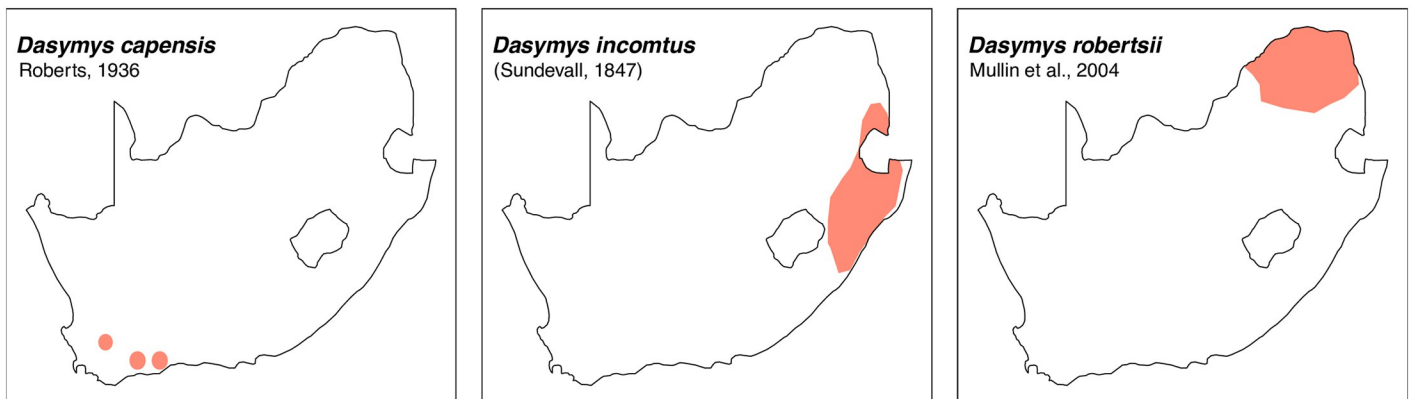 Dasymys capensis
Roberts, 1936
Dasymys incomtus
(Sundevall, 1847)
Dasymys robertsii
Mullin et al., 2004